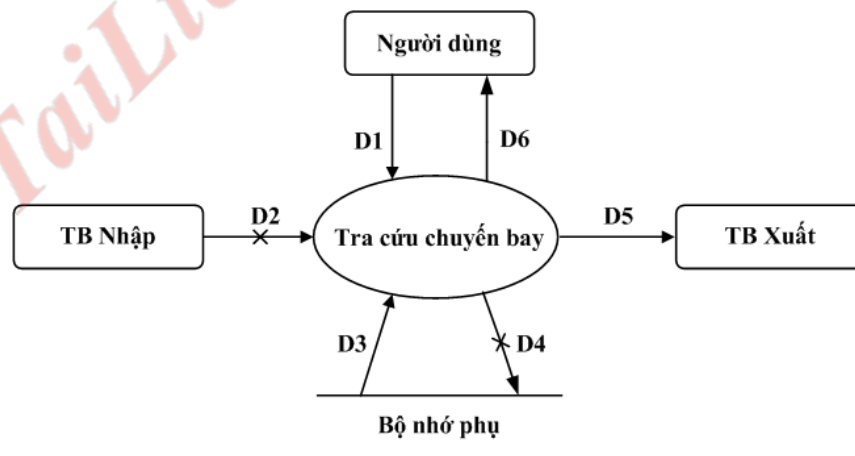 Người dùng
D1
D6
TB Nhập
D2
Tra cứu chuyến bay
D5
TB Xuất
D3
D4
Bộ nhớ phụ